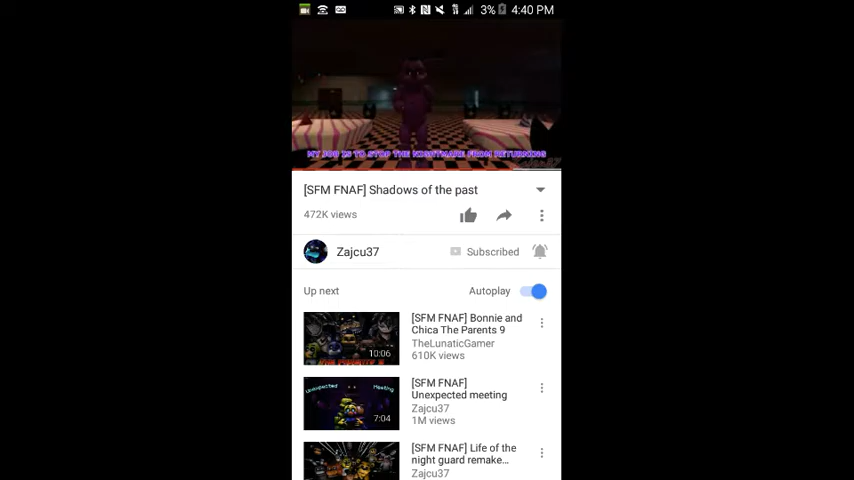 3% 4:40 PM
MY JOB IS TO STOP THE NIGHTMARE FROM RETURNING
[SFM FNAF] Shadows of the past
472K views
Zajcu37
Subscribed
Up next
Autoplay
[SFM FNAF] Bonnie and
Chica The Parents 9
TheLunaticGamer
610K views
10:06
[SFM FNAF]
Unexpected meeting
Zajcu37
1M views
Unexpected Meeting
7:04
[SFM FNAF] Life of the
night guard remake...
Zajcu37